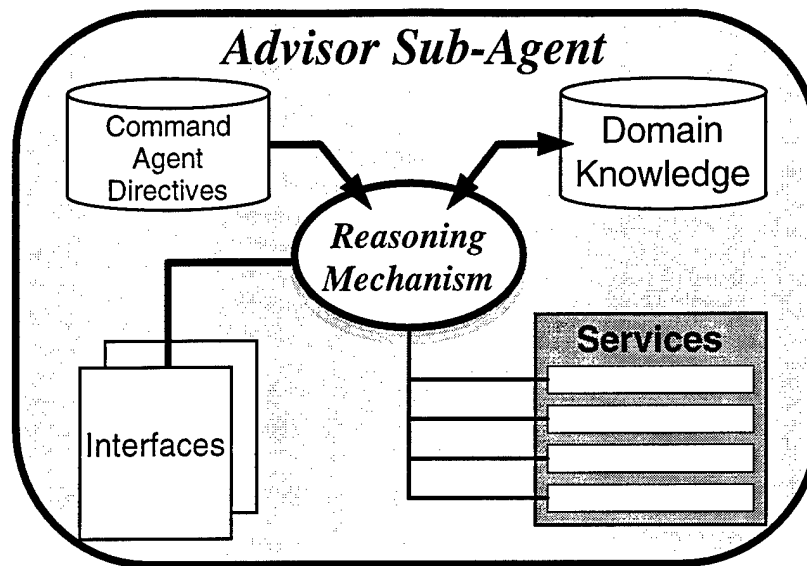 Advisor Sub-Agent
Command
Agent
Directives
Domain
Knowledge
Reasoning
Mechanism
Interfaces
Services